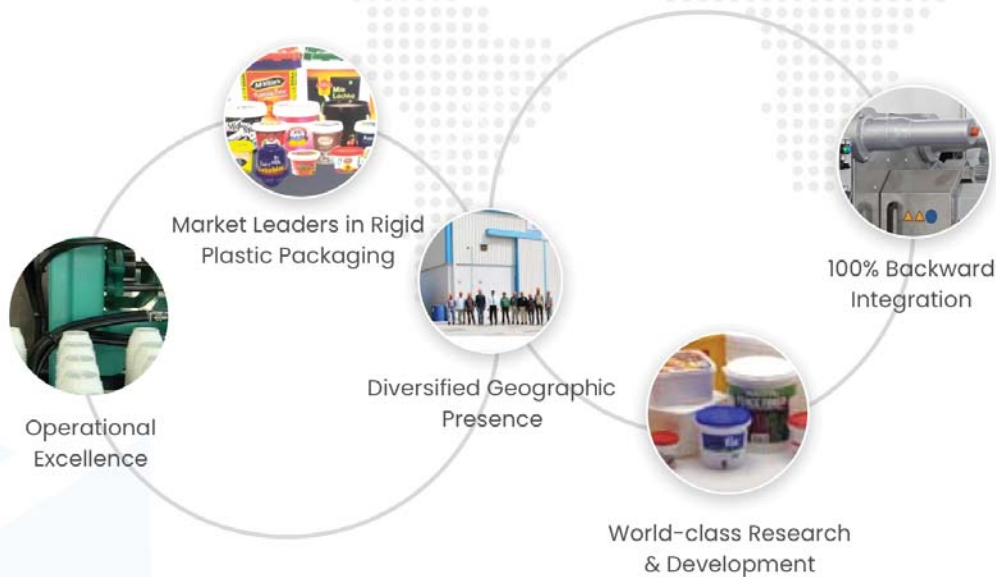 Market Leaders in Rigid
Plastic Packaging
100% Backward
Integration
Diversified Geographic
Presence
Operational
Excellence
World-class Research
& Development